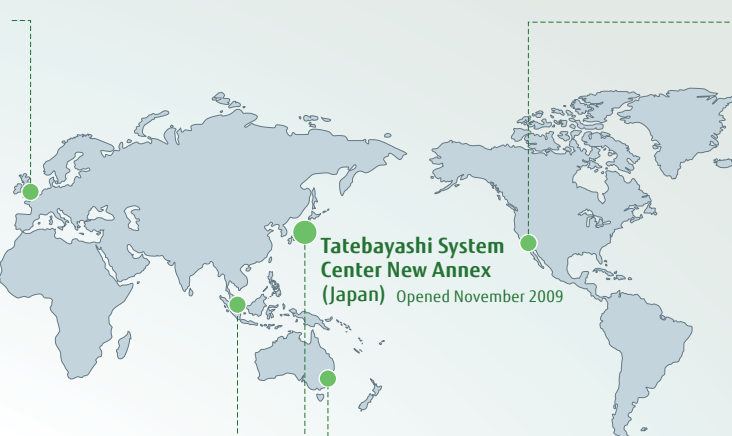 Tatebayashi System
Center New Annex
(Japan) Opened November 2009